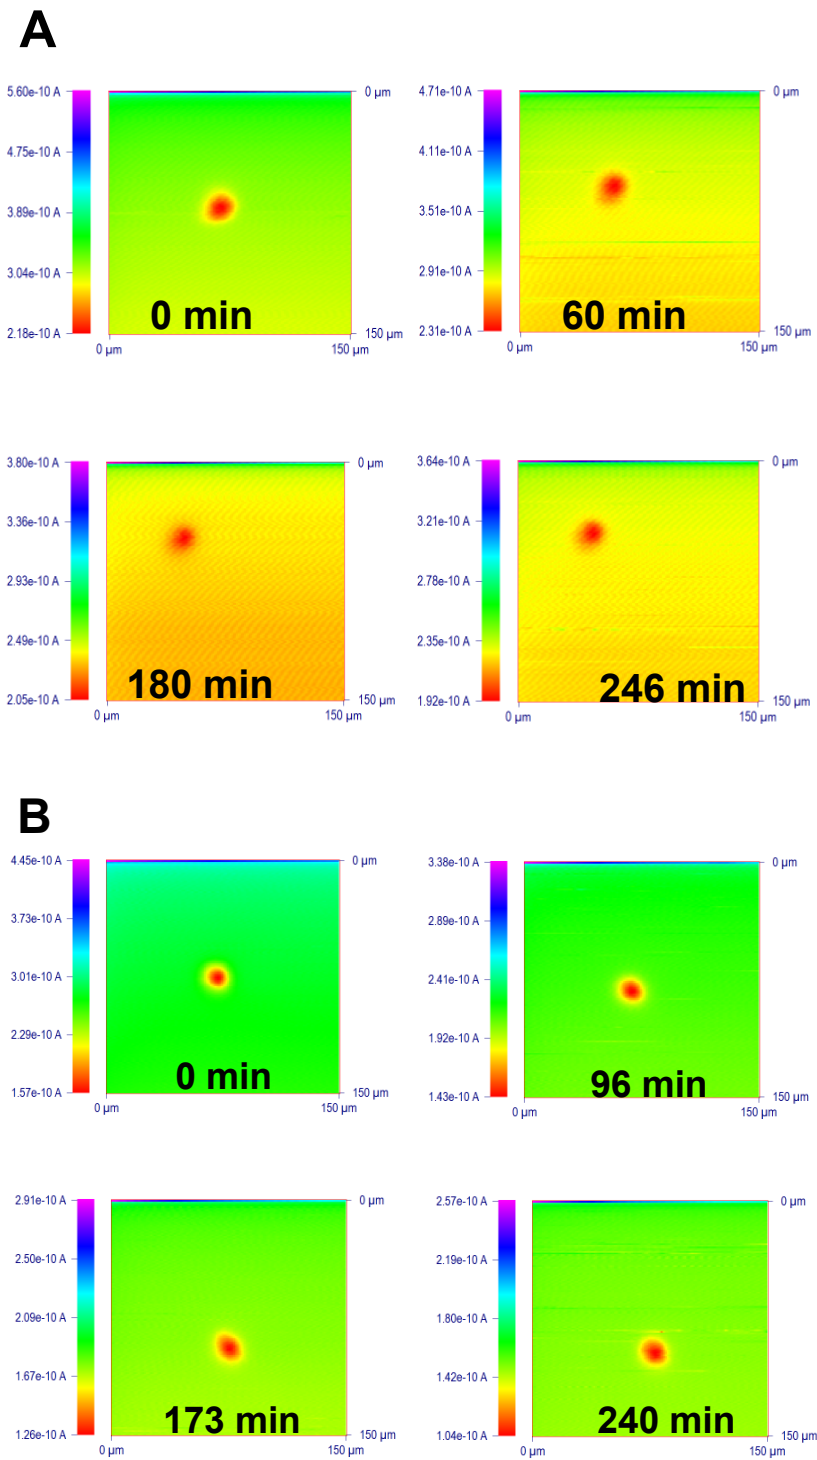 A
5.60e-10 A
4.75e-10 A
3.89e-10 A
3.04e-10 A
2.18e-10 A
0 µm
0 min
150 µm
0 µm
150 µm
4.71e-10 A
4.11e-10 A
3.51e-10 A
2.91e-10 A
2.31e-10 A
0 µm
60 min
150 µm
0 µm
150 µm
3.80e-10 A
3.36e-10 A
2.93e-10 A
2.49e-10 A
2.05e-10 A
0 µm
180 min
150 µm
0 µm
150 µm
3.64e-10 A
3.21e-10 A
2.78e-10 A
2.35e-10 A
1.92e-10 A
0 µm
246 min
150 µm
0 µm
150 µm
B
4.45e-10 A
3.73e-10 A
3.01e-10 A
2.29e-10 A
1.57e-10 A
0 µm
0 min
150 µm
0 µm
150 µm
3.38e-10 A
2.89e-10 A
2.41e-10 A
1.92e-10 A
1.43e-10 A
0 µm
96 min
150 µm
0 µm
150 µm
2.91e-10 A
2.50e-10 A
2.09e-10 A
1.67e-10 A
1.26e-10 A
0 µm
173 min
150 µm
0 µm
150 µm
2.57e-10 A
2.19e-10 A
1.80e-10 A
1.42e-10 A
1.04e-10 A
0 µm
240 min
150 µm
0 µm
150 µm